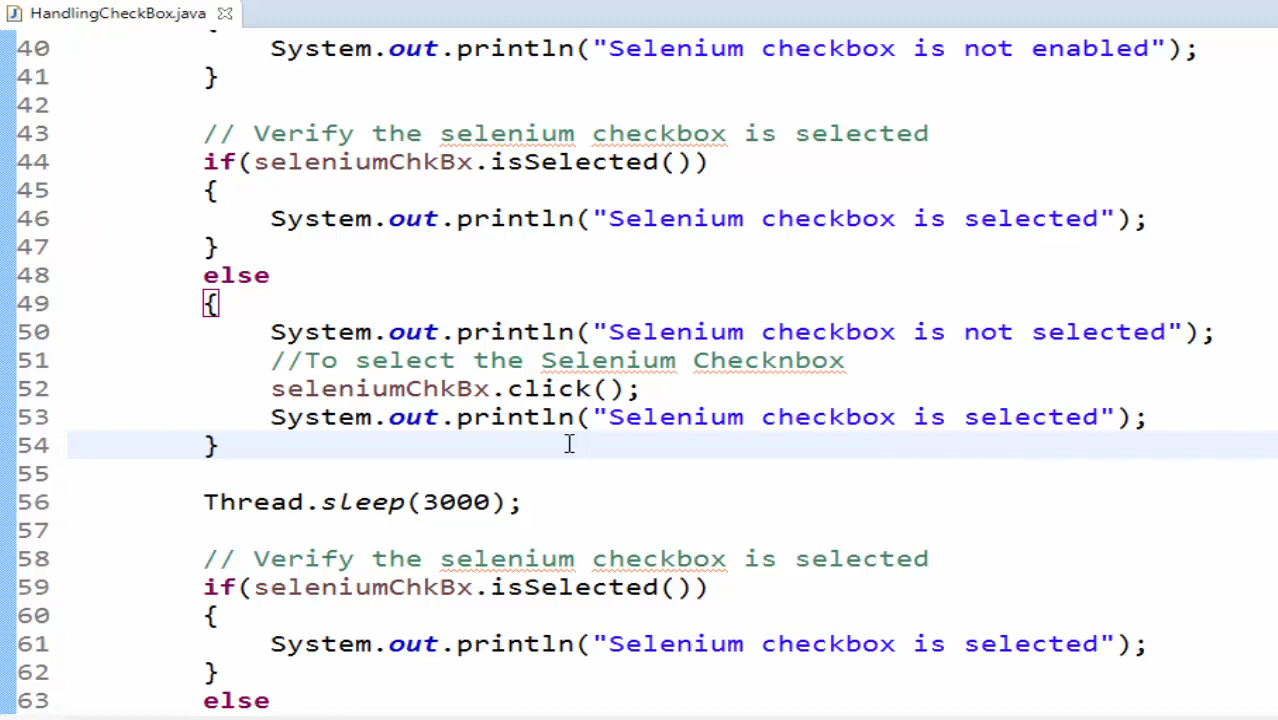 HandlingCheckBox.java
{
40 System.out.println("Selenium checkbox is not enabled");
41 }
42
43 // Verify the selenium checkbox is selected
44 if(seleniumChkBx.isSelected())
45 {
46 System.out.println("Selenium checkbox is selected");
47 }
48 else
49 {
50 System.out.println("Selenium checkbox is not selected");
51 //To select the Selenium Checknbox
52 seleniumChkBx.click();
53 System.out.println("Selenium checkbox is selected");
54 }
55
56 Thread.sleep(3000);
57
58 // Verify the selenium checkbox is selected
59 if(seleniumChkBx.isSelected())
60 {
61 System.out.println("Selenium checkbox is selected");
62 }
63 else